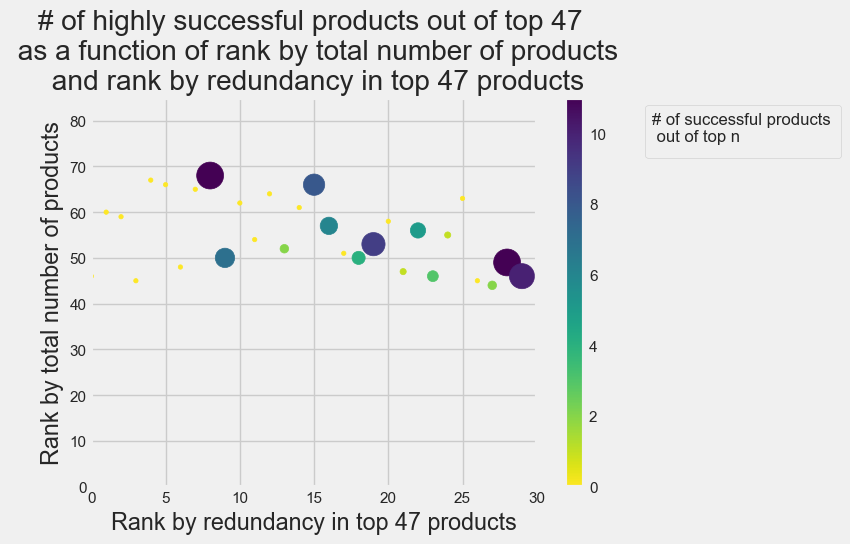 # of highly successful products out of top 47
as a function of rank by total number of products
and rank by redundancy in top 47 products
Rank by total number of products
80
70
60
50
40
30
20
10
0
0 5 10 15 20 25 30
Rank by redundancy in top 47 products
10
8
6
4
2
0
# of successful products
out of top n